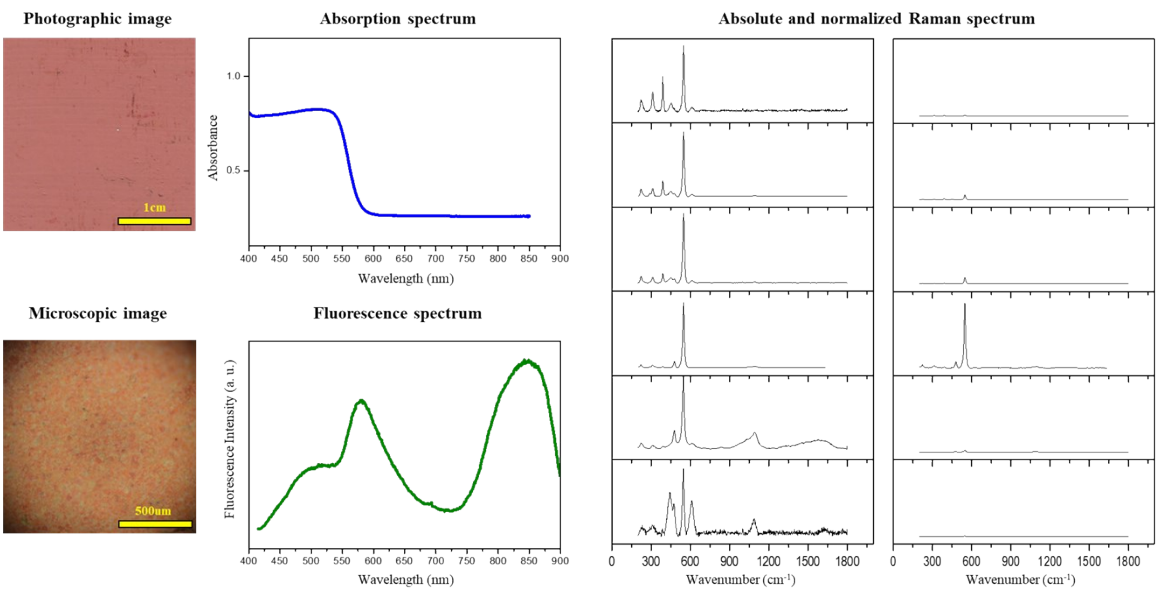 Photographic image
Absorption spectrum
Absolute and normalized Raman spectrum
1cm
Absorbance
1.0
0.5
400 450 500 550 600 650 700 750 800 850 900
Wavelength (nm)
Microscopic image
Fluorescence spectrum
500um
Fluorescence Intensity (a. u.)
400 450 500 550 600 650 700 750 800 850 900
Wavelength (nm)
0 300 600 900 1200 1500 1800
Wavenumber (cm-1)
300 600 900 1200 1500 1800
Wavenumber (cm-1)